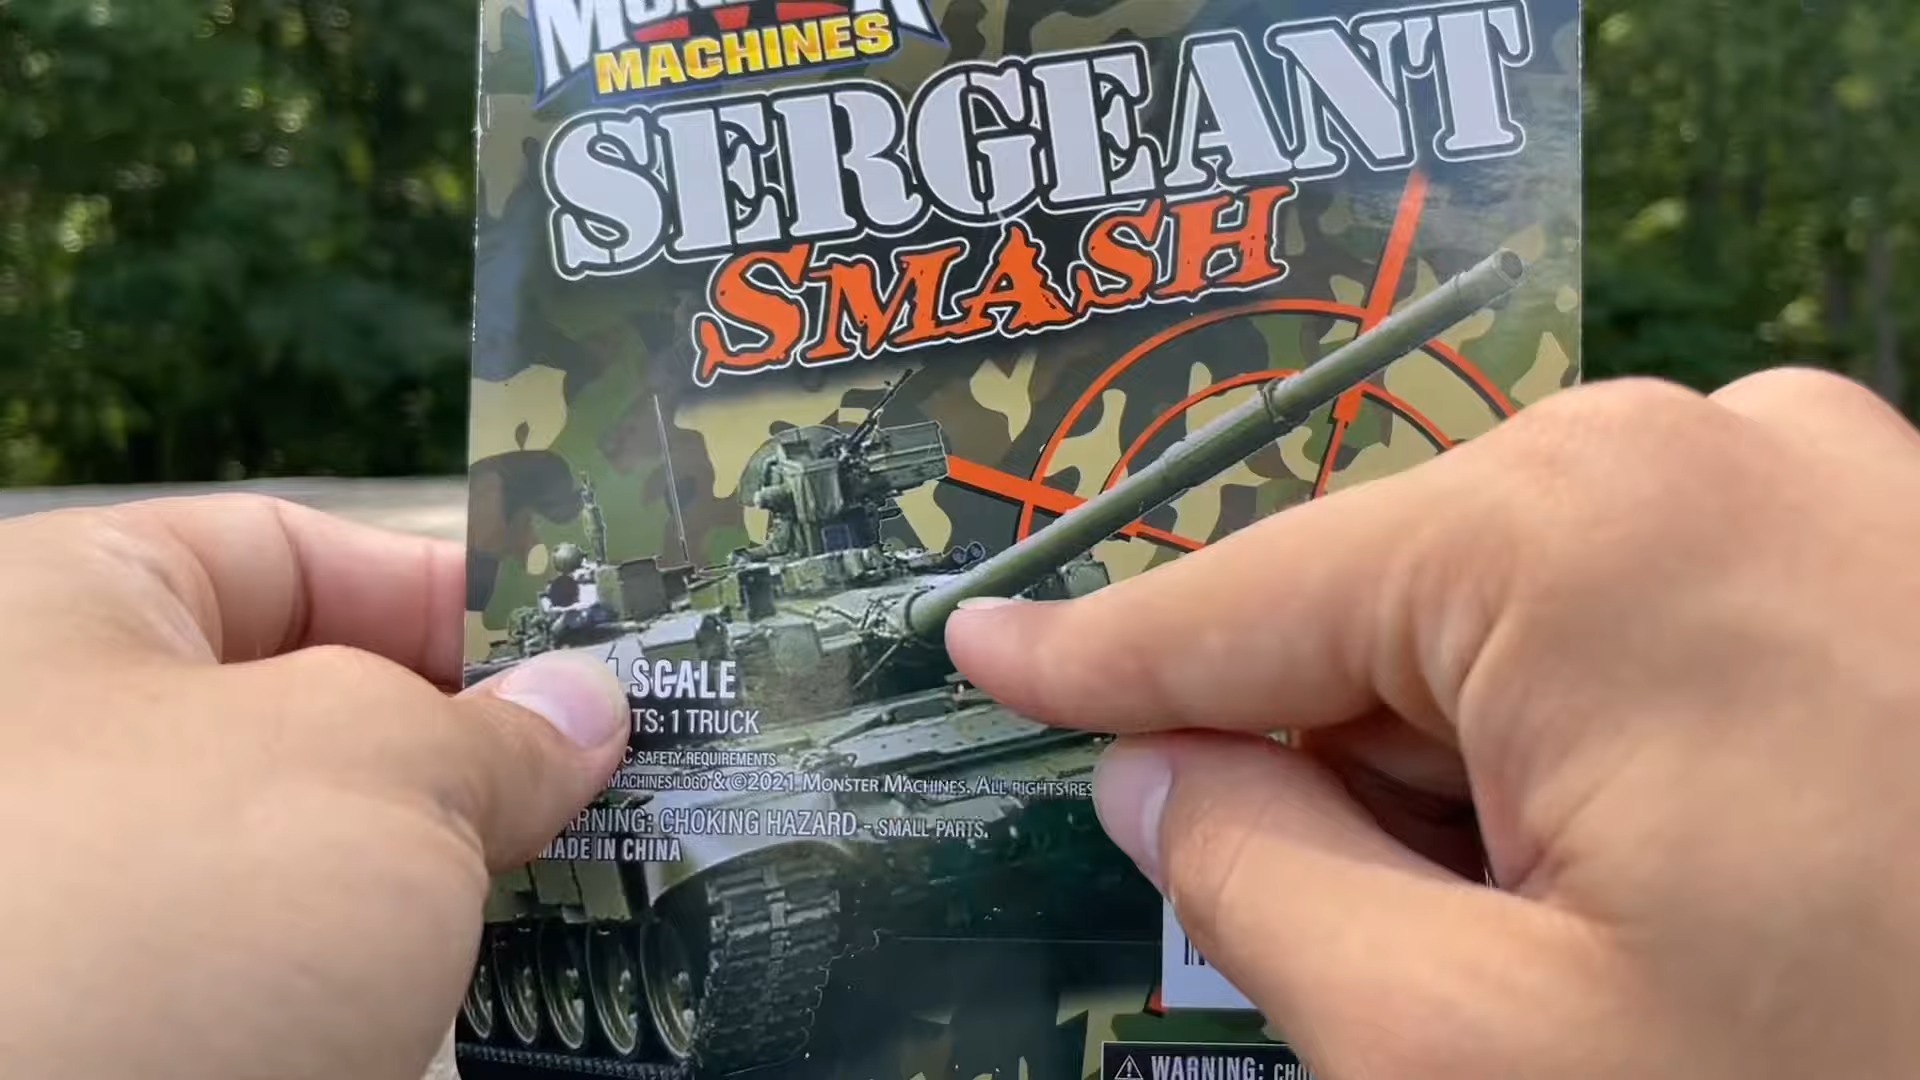 MACHINES
SERGEANT
SMASH
SCALE
TS: 1 TRUCK
C SAFETY REQUIREMENTS
MACHINES LOGO & ©2021 MONSTER MACHINES. ALL RIGHTS RES
ARNING: CHOKING HAZARD - SMALL PARTS.
MADE IN CHINA
WARNING: CHO